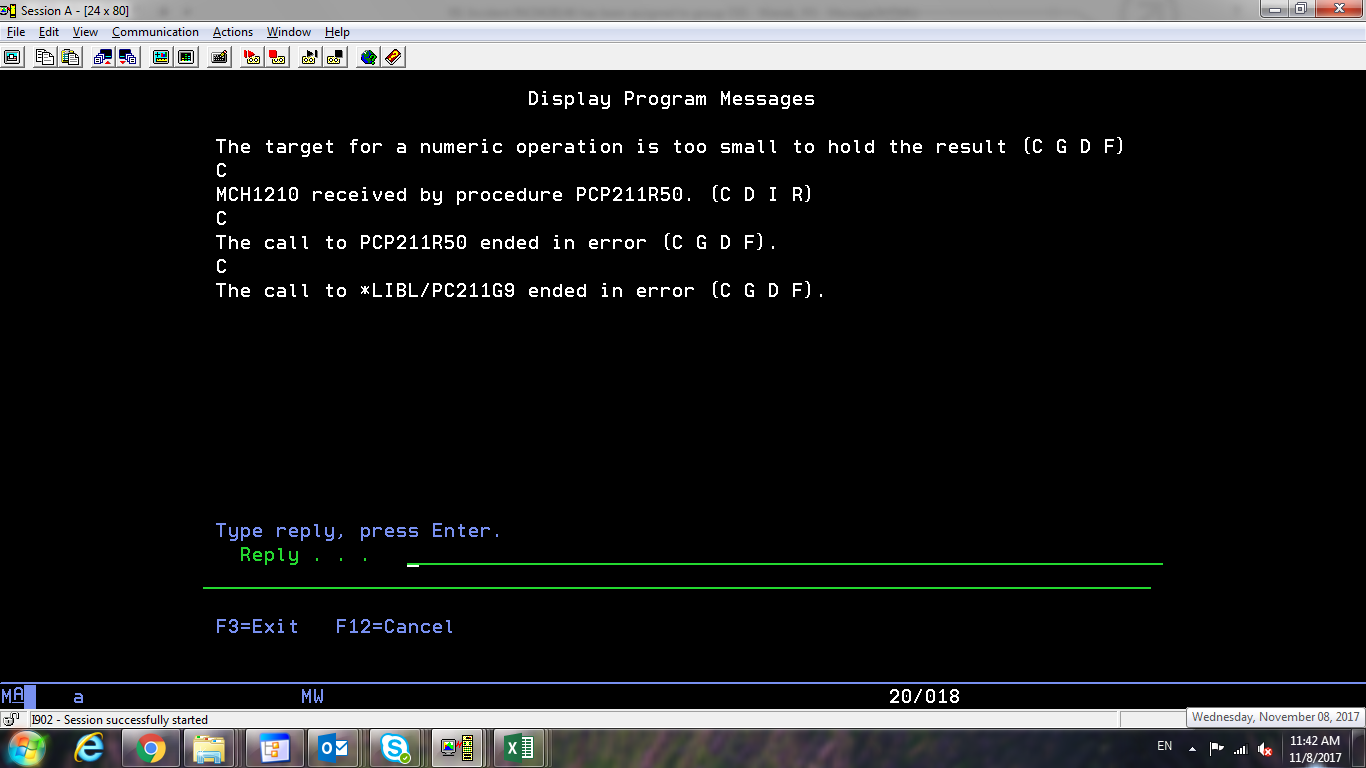 Session A - [24 x 80]
File Edit View Communication Actions Window Help
Display Program Messages
The target for a numeric operation is too small to hold the result (C G D F)
C
MCH1210 received by procedure PCP211R50. (C D I R)
C
The call to PCP211R50 ended in error (C G D F).
C
The call to *LIBL/PC211G9 ended in error (C G D F).
Type reply, press Enter.
Reply . . .
F3=Exit F12=Cancel
MA a MW 20/018
I902 - Session successfully started
Wednesday, November 08, 2017
EN
11:42 AM
11/8/2017